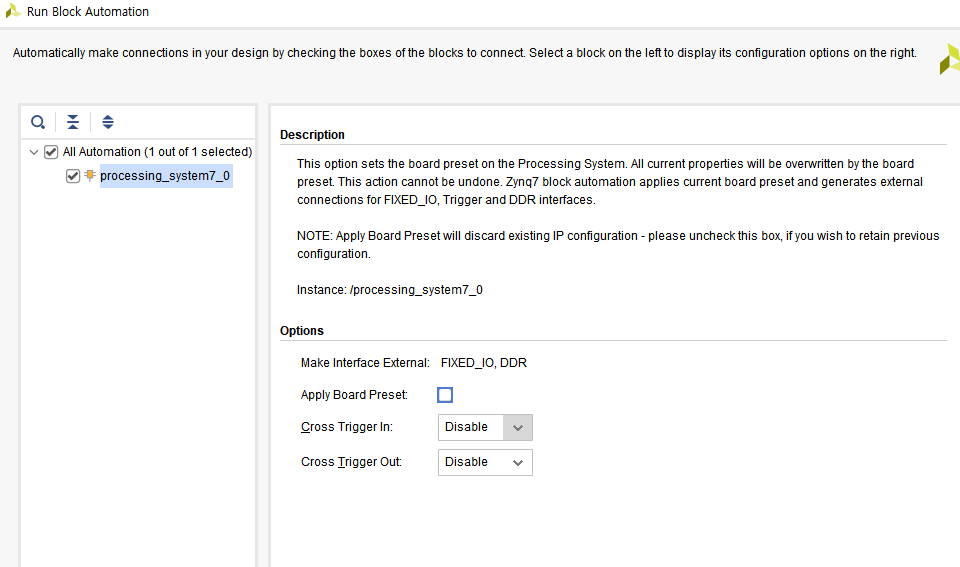 Run Block Automation
Automatically make connections in your design by checking the boxes of the blocks to connect. Select a block on the left to display its configuration options on the right.
All Automation (1 out of 1 selected)
processing_system7_0
Description
This option sets the board preset on the Processing System. All current properties will be overwritten by the board
preset. This action cannot be undone. Zynq7 block automation applies current board preset and generates external
connections for FIXED_IO, Trigger and DDR interfaces.
NOTE: Apply Board Preset will discard existing IP configuration - please uncheck this box, if you wish to retain previous
configuration.
Instance: /processing_system7_0
Options
Make Interface External: FIXED_IO, DDR
Apply Board Preset:
Cross Trigger In: Disable
Cross Trigger Out: Disable